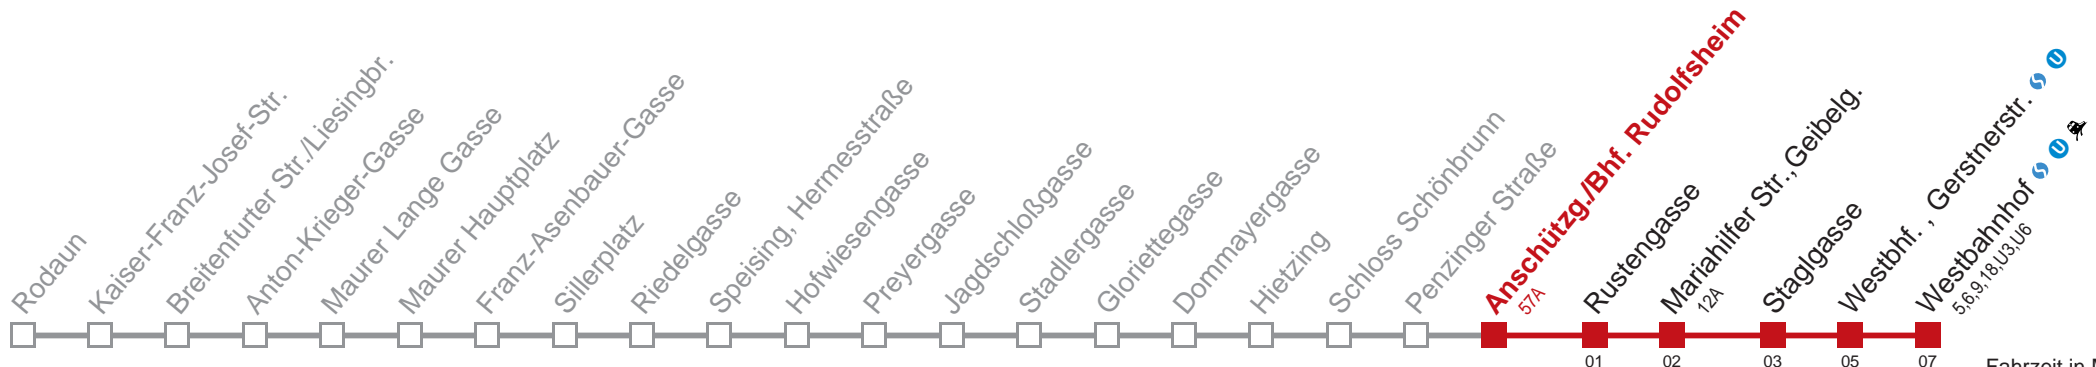 Rodaun
Kaiser-Franz-Josef-Str.
Breitenfurter Str./Liesingbr.
Anton-Krieger-Gasse
Maurer Lange Gasse
Maurer Hauptplatz
Franz-Asenbauer-Gasse
Sillerplatz
Riedelgasse
Speising, Hermesstraße
Hofwiesengasse
Preyergasse
Jagdschloßgasse
Stadlergasse
Gloriettegasse
Dommayergasse
Hietzing
Schloss Schönbrunn
Penzinger Straße
Anschützg./Bhf. Rudolfsheim
57A
Rustengasse
Mariahilfer Str.,Geibelg.
12A
Staglgasse
Westbhf. , Gerstnerstr. S U
Westbahnhof S U
5,6,9,18,U3,U6
01 02 03 05 07
Fahrzeit in